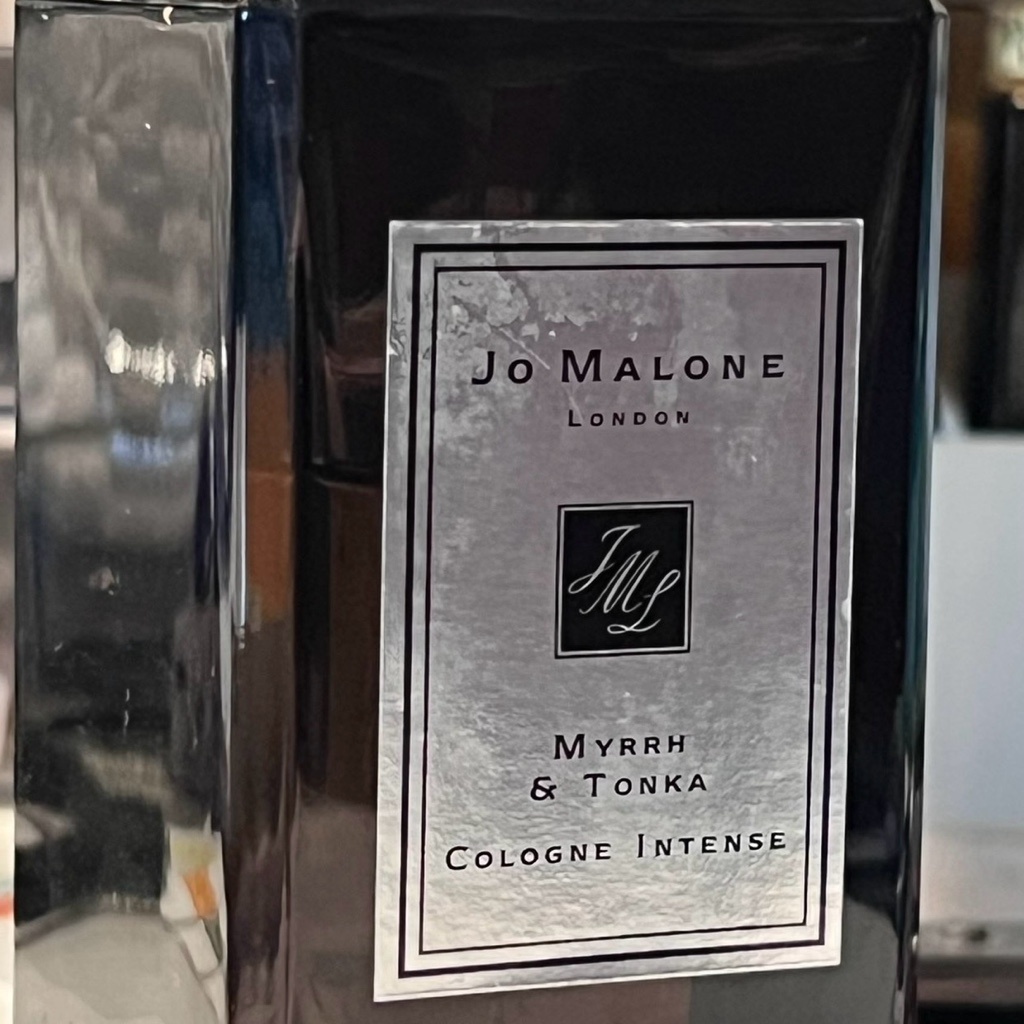 Jo Malone
London
JML
Myrrh
& Tonka
Cologne Intense